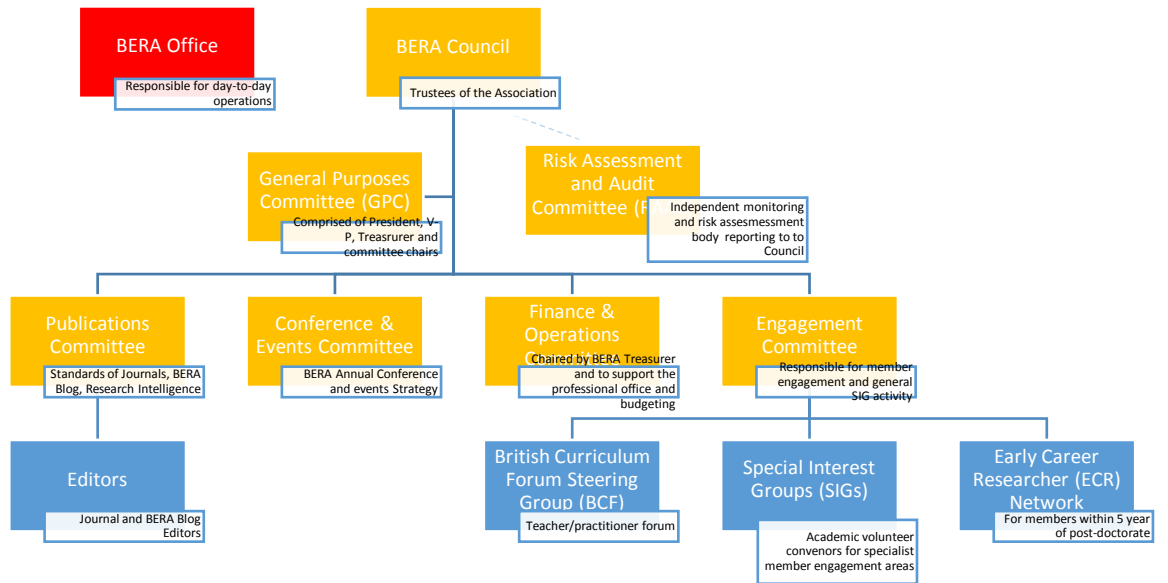 BERA Office
Responsible for day-to-day
operations
BERA Council
Trustees of the Association
General Purposes
Committee (GPC)
Comprised of President, V-
P, Treasrurer and
committee chairs
Risk Assessment
and Audit
Committee
Independent monitoring
and risk assesmessment
body reporting to to
Council
Publications
Committee
Standards of Journals, BERA
Blog, Research Intelligence
Conference &
Events Committee
BERA Annual Conference
and events Strategy
Finance &
Operations
Committee
Chaired by BERA Treasurer
and to support the
professional office and
budgeting
Engagement
Committee
Responsible for member
engagement and general
SIG activity
Editors
Journal and BERA Blog
Editors
British Curriculum
Forum Steering
Group (BCF)
Teacher/practitioner forum
Special Interest
Groups (SIGs)
Academic volunteer
convenors for specialist
member engagement areas
Early Career
Researcher (ECR)
Network
For members within 5 year
of post-doctorate